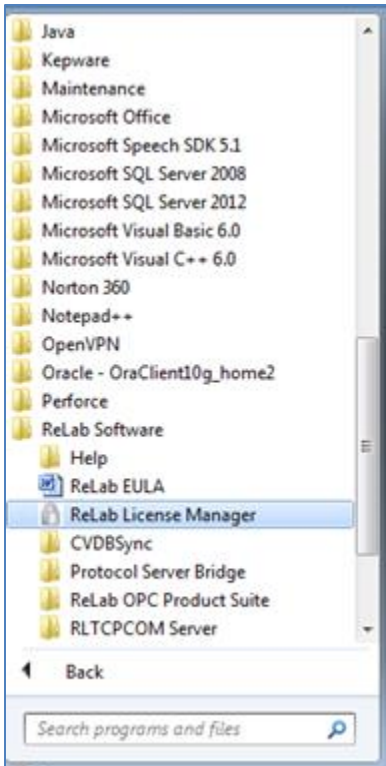 Java
Kepware
Maintenance
Microsoft Office
Microsoft Speech SDK 5.1
Microsoft SQL Server 2008
Microsoft SQL Server 2012
Microsoft Visual Basic 6.0
Microsoft Visual C++ 6.0
Norton 360
Notepad++
OpenVPN
Oracle - OraClient10g_home2
Perforce
ReLab Software
Help
ReLab EULA
ReLab License Manager
CVDBSync
Protocol Server Bridge
ReLab OPC Product Suite
RLTCPCOM Server
Back
Search programs and files